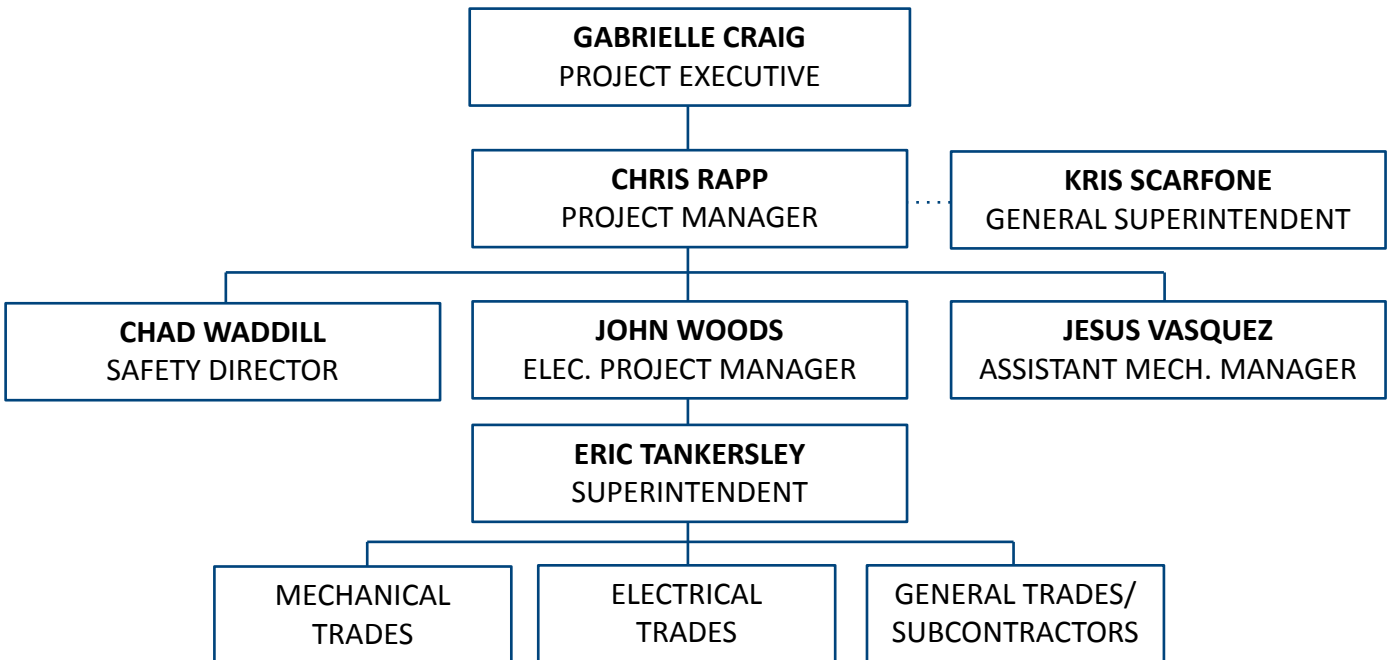 GABRIELLE CRAIG
PROJECT EXECUTIVE
CHRIS RAPP
PROJECT MANAGER
KRIS SCARFONE
GENERAL SUPERINTENDENT
CHAD WADDILL
SAFETY DIRECTOR
JOHN WOODS
ELEC. PROJECT MANAGER
JESUS VASQUEZ
ASSISTANT MECH. MANAGER
ERIC TANKERSLEY
SUPERINTENDENT
MECHANICAL
TRADES
ELECTRICAL
TRADES
GENERAL TRADES/
SUBCONTRACTORS